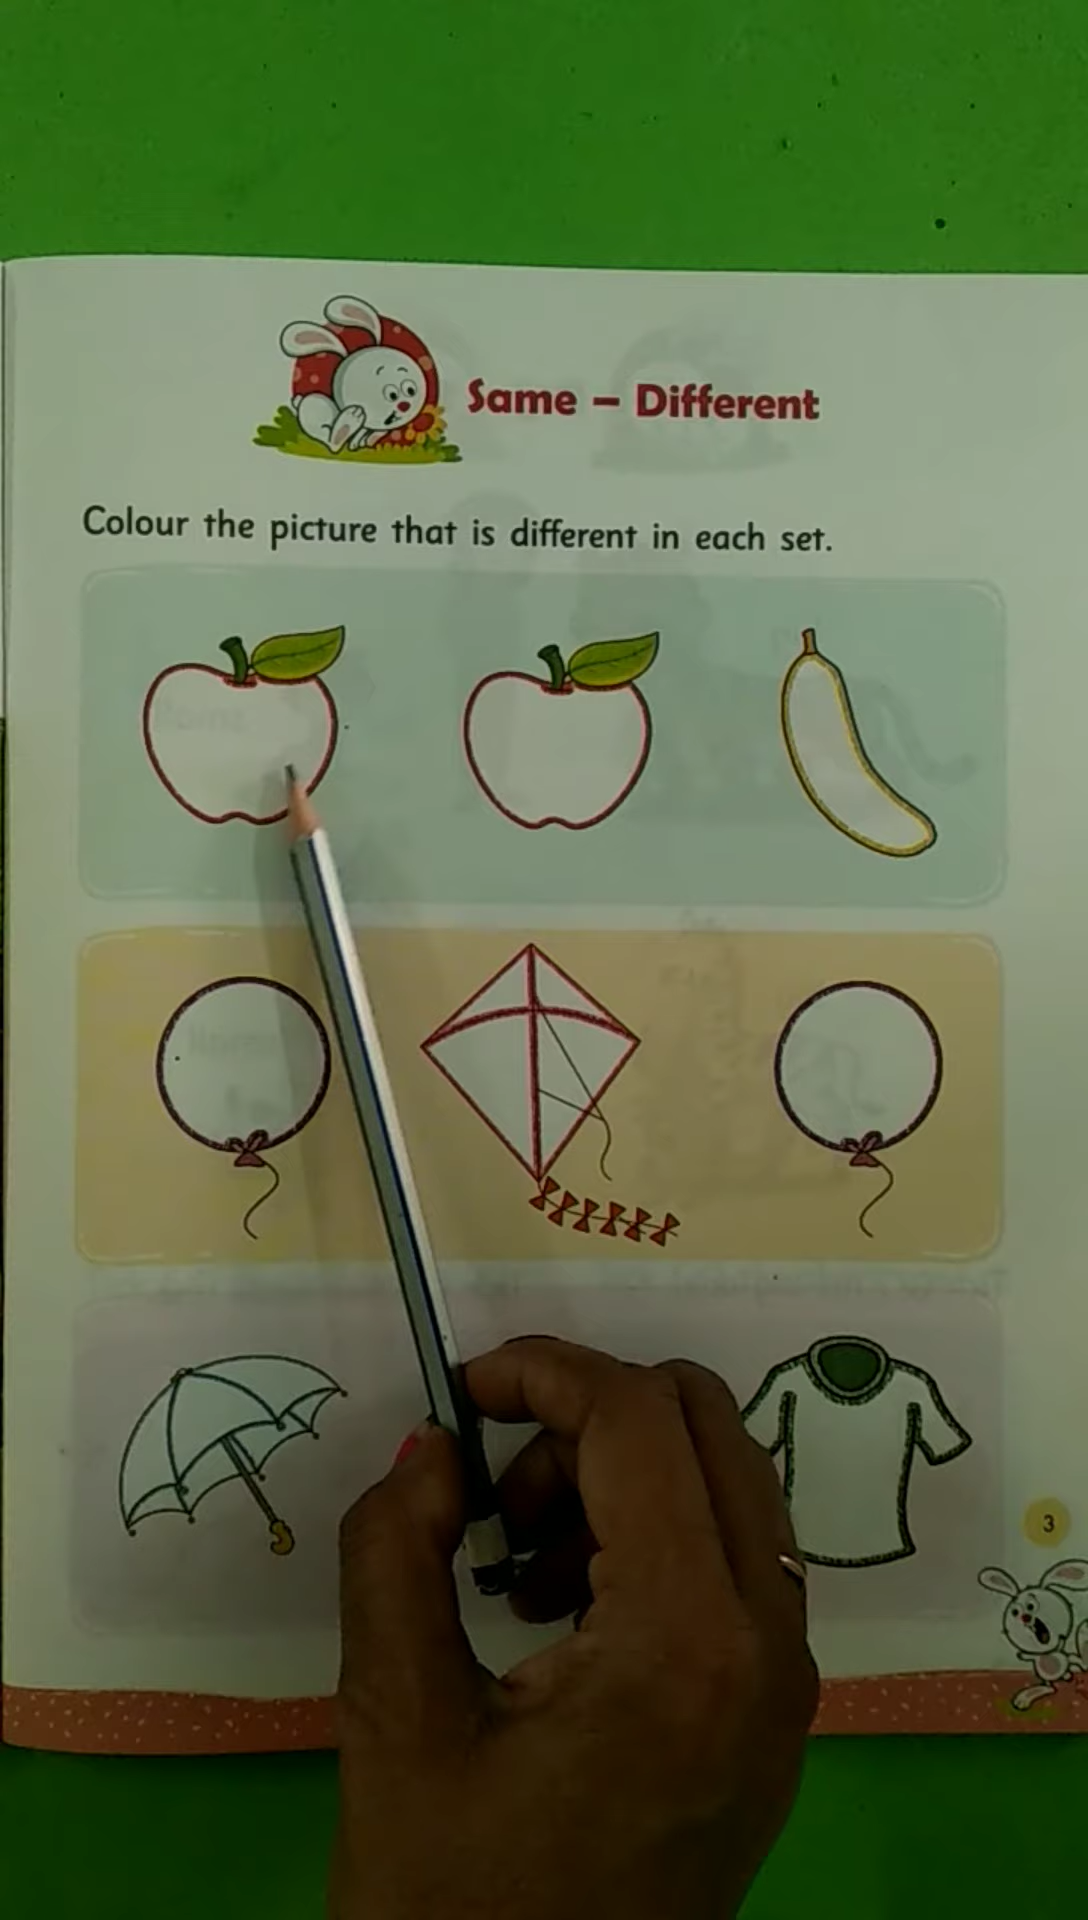 Same – Different
Colour the picture that is different in each set.
3